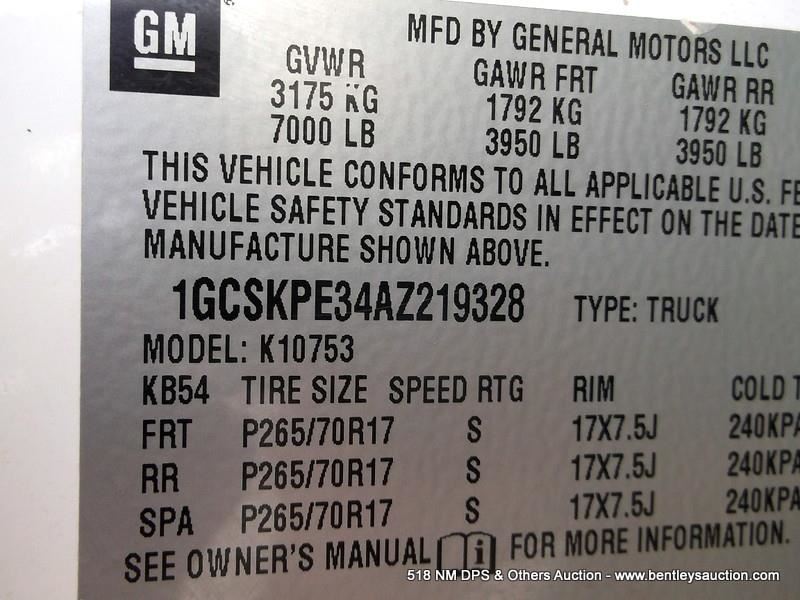 GM
MFD BY GENERAL MOTORS LLC
GVWR GAWR FRT GAWR RR
3175 KG 1792 KG 1792 KG
7000 LB 3950 LB 3950 LB
THIS VEHICLE CONFORMS TO ALL APPLICABLE U.S. FE
VEHICLE SAFETY STANDARDS IN EFFECT ON THE DATE
MANUFACTURE SHOWN ABOVE.
1GCSKPE34AZ219328 TYPE: TRUCK
MODEL: K10753
KB54 TIRE SIZE SPEED RTG RIM COLD T
FRT P265/70R17 S 17X7.5J 240KPA
RR P265/70R17 S 17X7.5J 240KPA
SPA P265/70R17 S 17X7.5J 240KPA
SEE OWNER'S MANUAL i FOR MORE INFORMATION.
518 NM DPS & Others Auction - www.bentleysauction.com